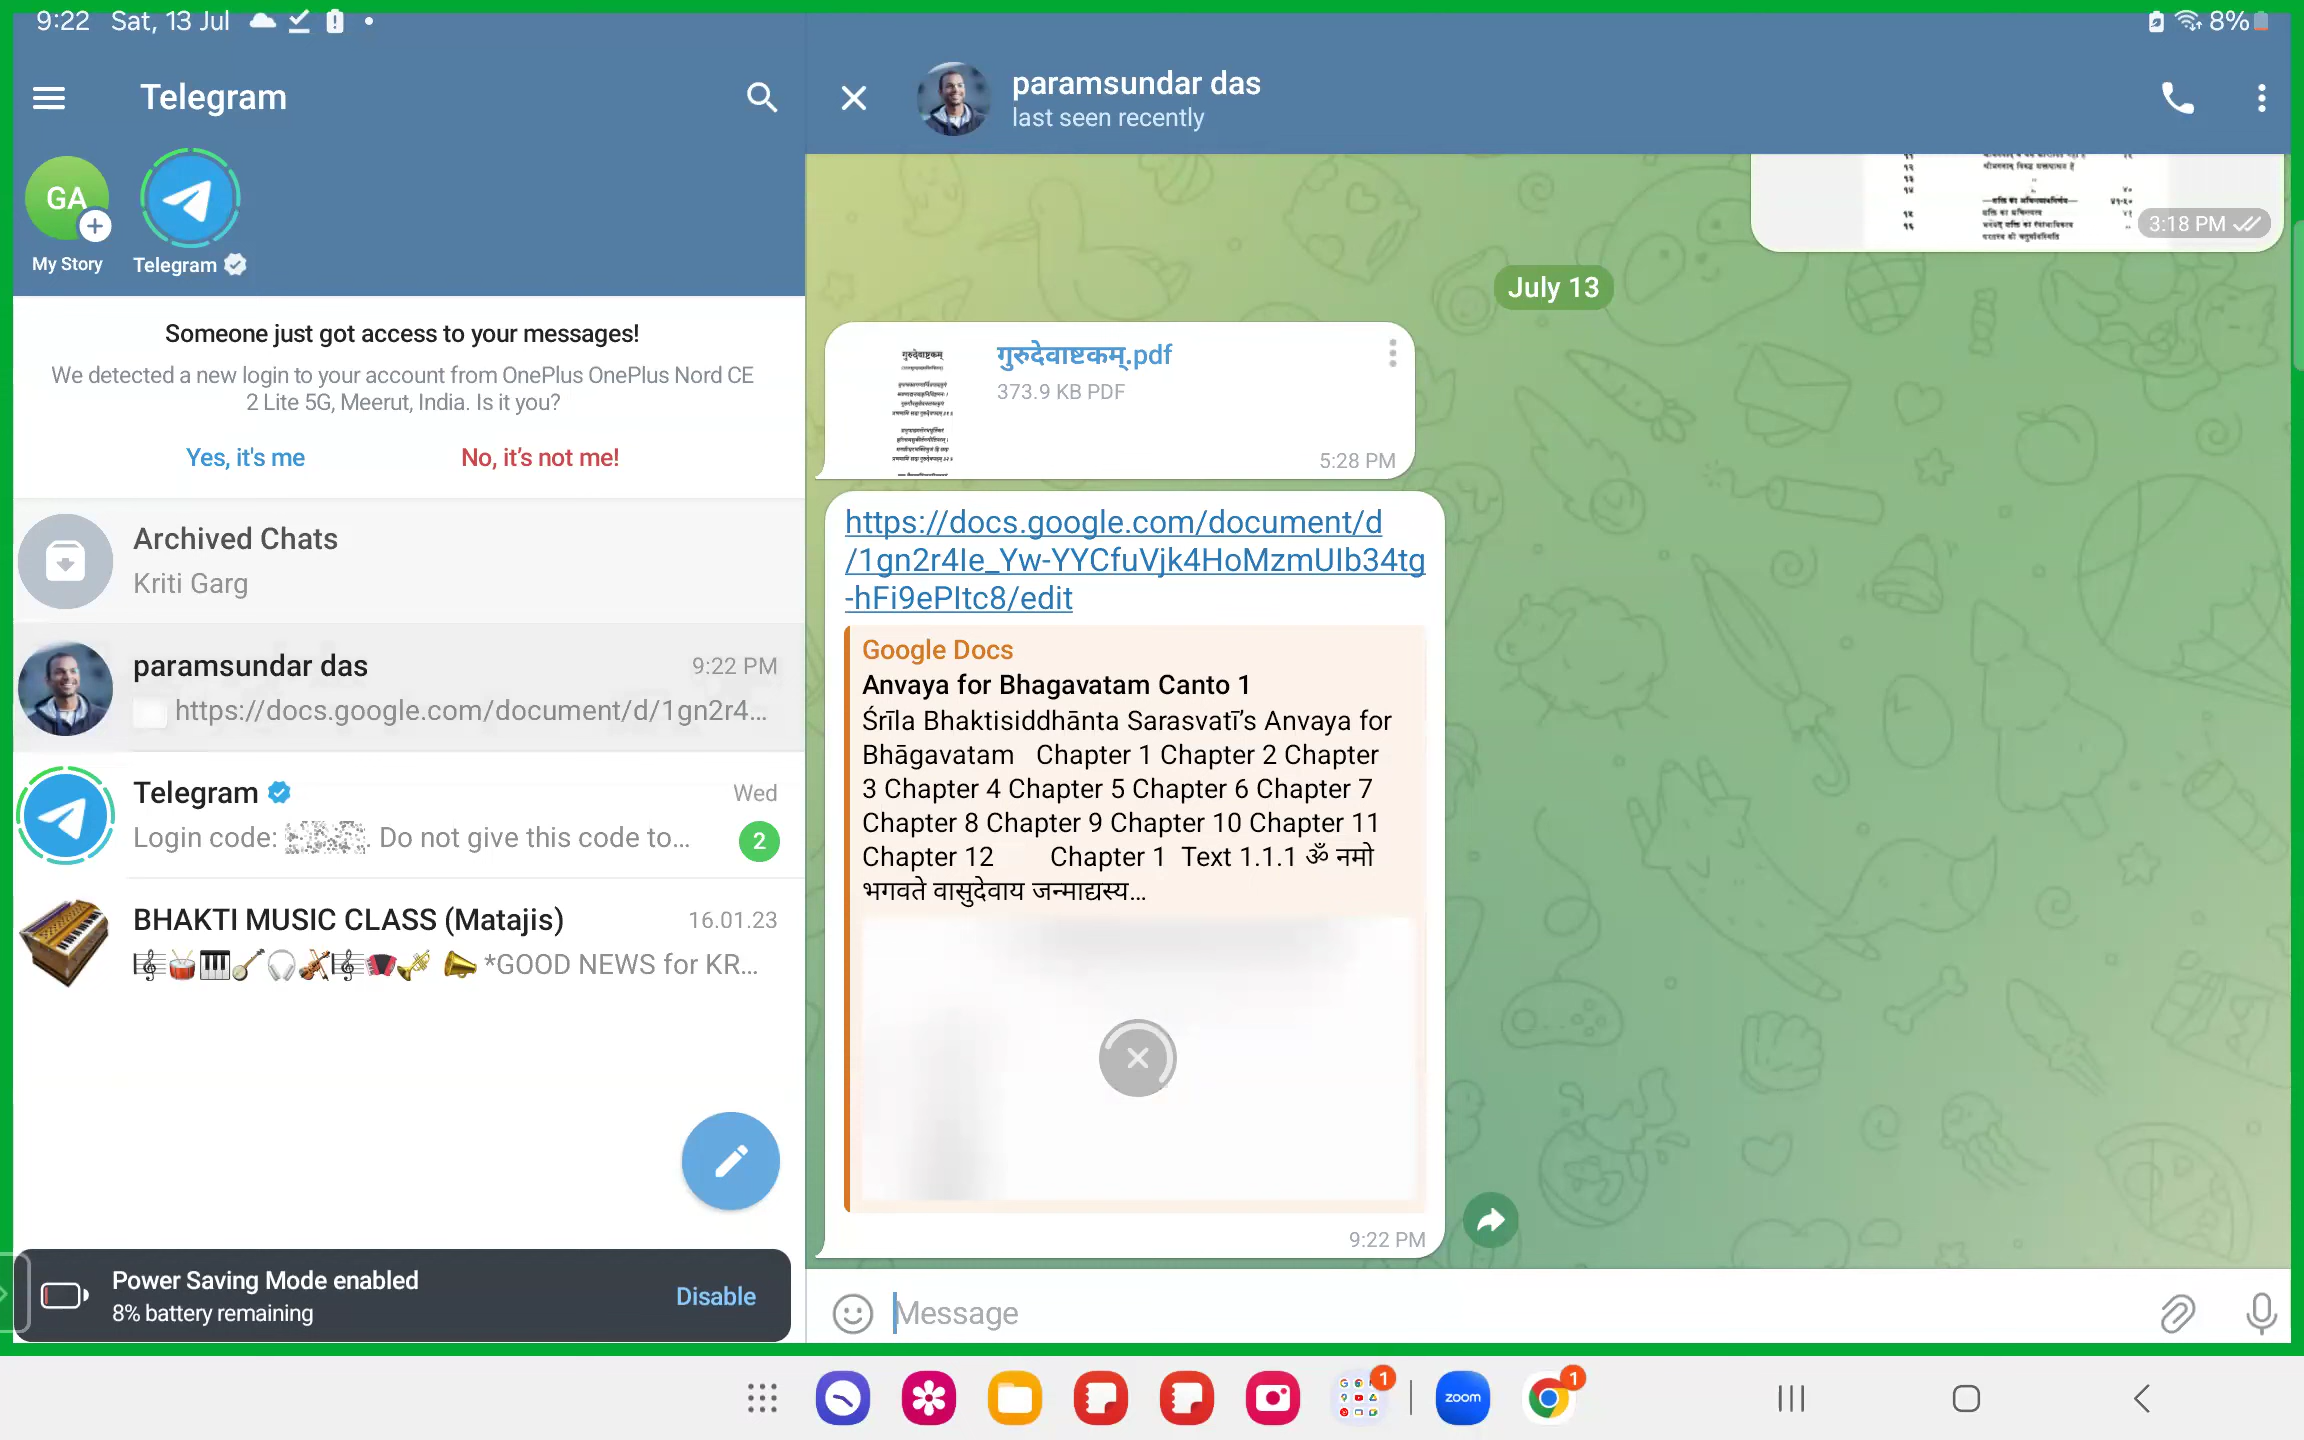 9:22 Sat, 13 Jul
8%
Telegram
GA
My Story
Telegram
Someone just got access to your messages!
We detected a new login to your account from OnePlus OnePlus Nord CE
2 Lite 5G, Meerut, India. Is it you?
Yes, it's me
No, it's not me!
Archived Chats
Kriti Garg
paramsundar das
9:22 PM
https://docs.google.com/document/d/1gn2r4...
Telegram
Wed
Login code: . Do not give this code to...
2
BHAKTI MUSIC CLASS (Matajis)
16.01.23
*GOOD NEWS for KR...
Power Saving Mode enabled
8% battery remaining
Disable
paramsundar das
last seen recently
3:18 PM
July 13
गुरुदेवाष्टकम्
गुरुदेवाष्टकम्.pdf
373.9 KB PDF
5:28 PM
https://docs.google.com/document/d
/1gn2r4Ie_Yw-YYCfuVjk4HoMzmUIb34tg
-hFi9ePItc8/edit
Google Docs
Anvaya for Bhagavatam Canto 1
Śrīla Bhaktisiddhānta Sarasvatī’s Anvaya for
Bhāgavatam Chapter 1 Chapter 2 Chapter
3 Chapter 4 Chapter 5 Chapter 6 Chapter 7
Chapter 8 Chapter 9 Chapter 10 Chapter 11
Chapter 12 Chapter 1 Text 1.1.1 ॐ नमो
भगवते वासुदेवाय जन्माद्यस्य...
9:22 PM
Message
1
zoom
1